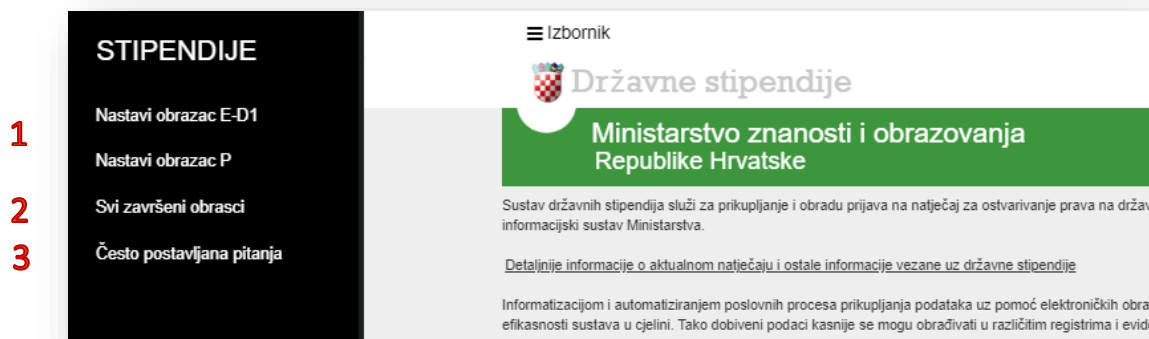 STIPENDIJE
1
Nastavi obrazac E-D1
Nastavi obrazac P
2
Svi završeni obrasci
3
Često postavljana pitanja
Izbornik
Državne stipendije
Ministarstvo znanosti i obrazovanja
Republike Hrvatske
Sustav državnih stipendija služi za prikupljanje i obradu prijava na natječaj za ostvarivanje prava na držav
informacijski sustav Ministarstva.
Detaljnije informacije o aktualnom natječaju i ostale informacije vezane uz državne stipendije
Informatizacijom i automatiziranjem poslovnih procesa prikupljanja podataka uz pomoć elektroničkih obra
efikasnosti sustava u cjelini. Tako dobiveni podaci kasnije se mogu obrađivati u različitim registrima i evid